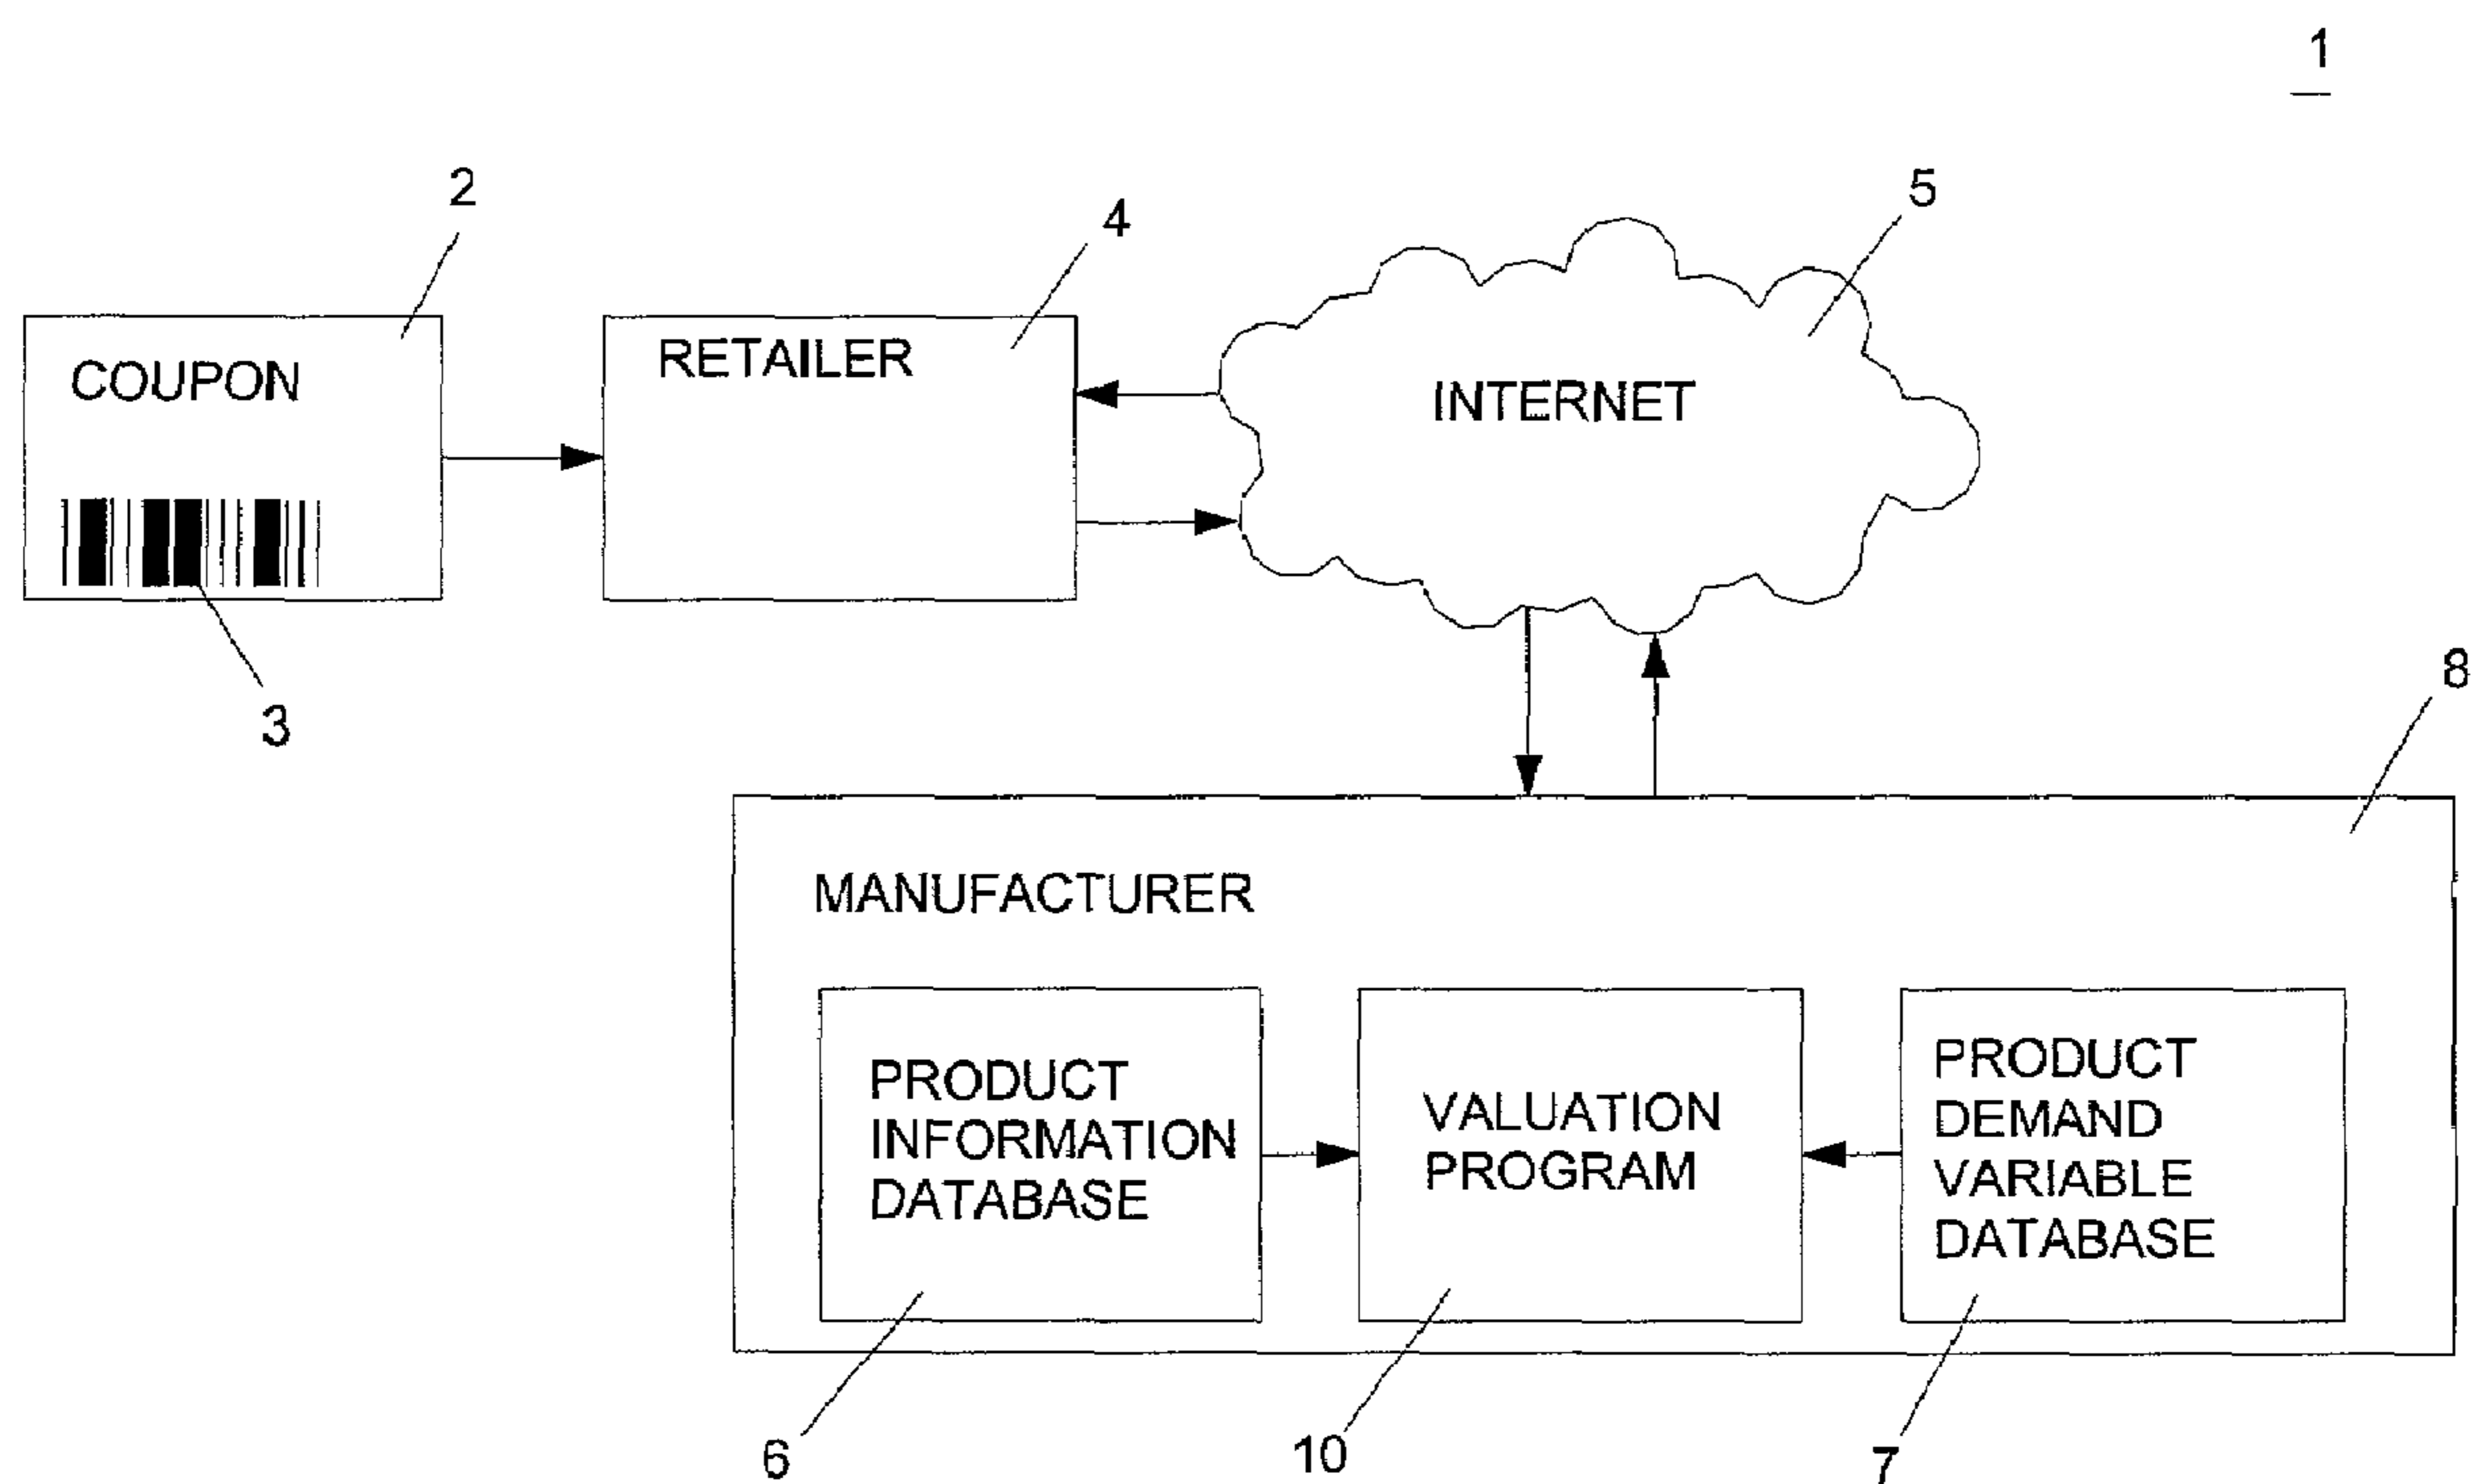 1
2
4
5
COUPON
RETAILER
INTERNET
3
8
MANUFACTURER
PRODUCT
INFORMATION
DATABASE
VALUATION
PROGRAM
PRODUCT
DEMAND
VARIABLE
DATABASE
6
10
7